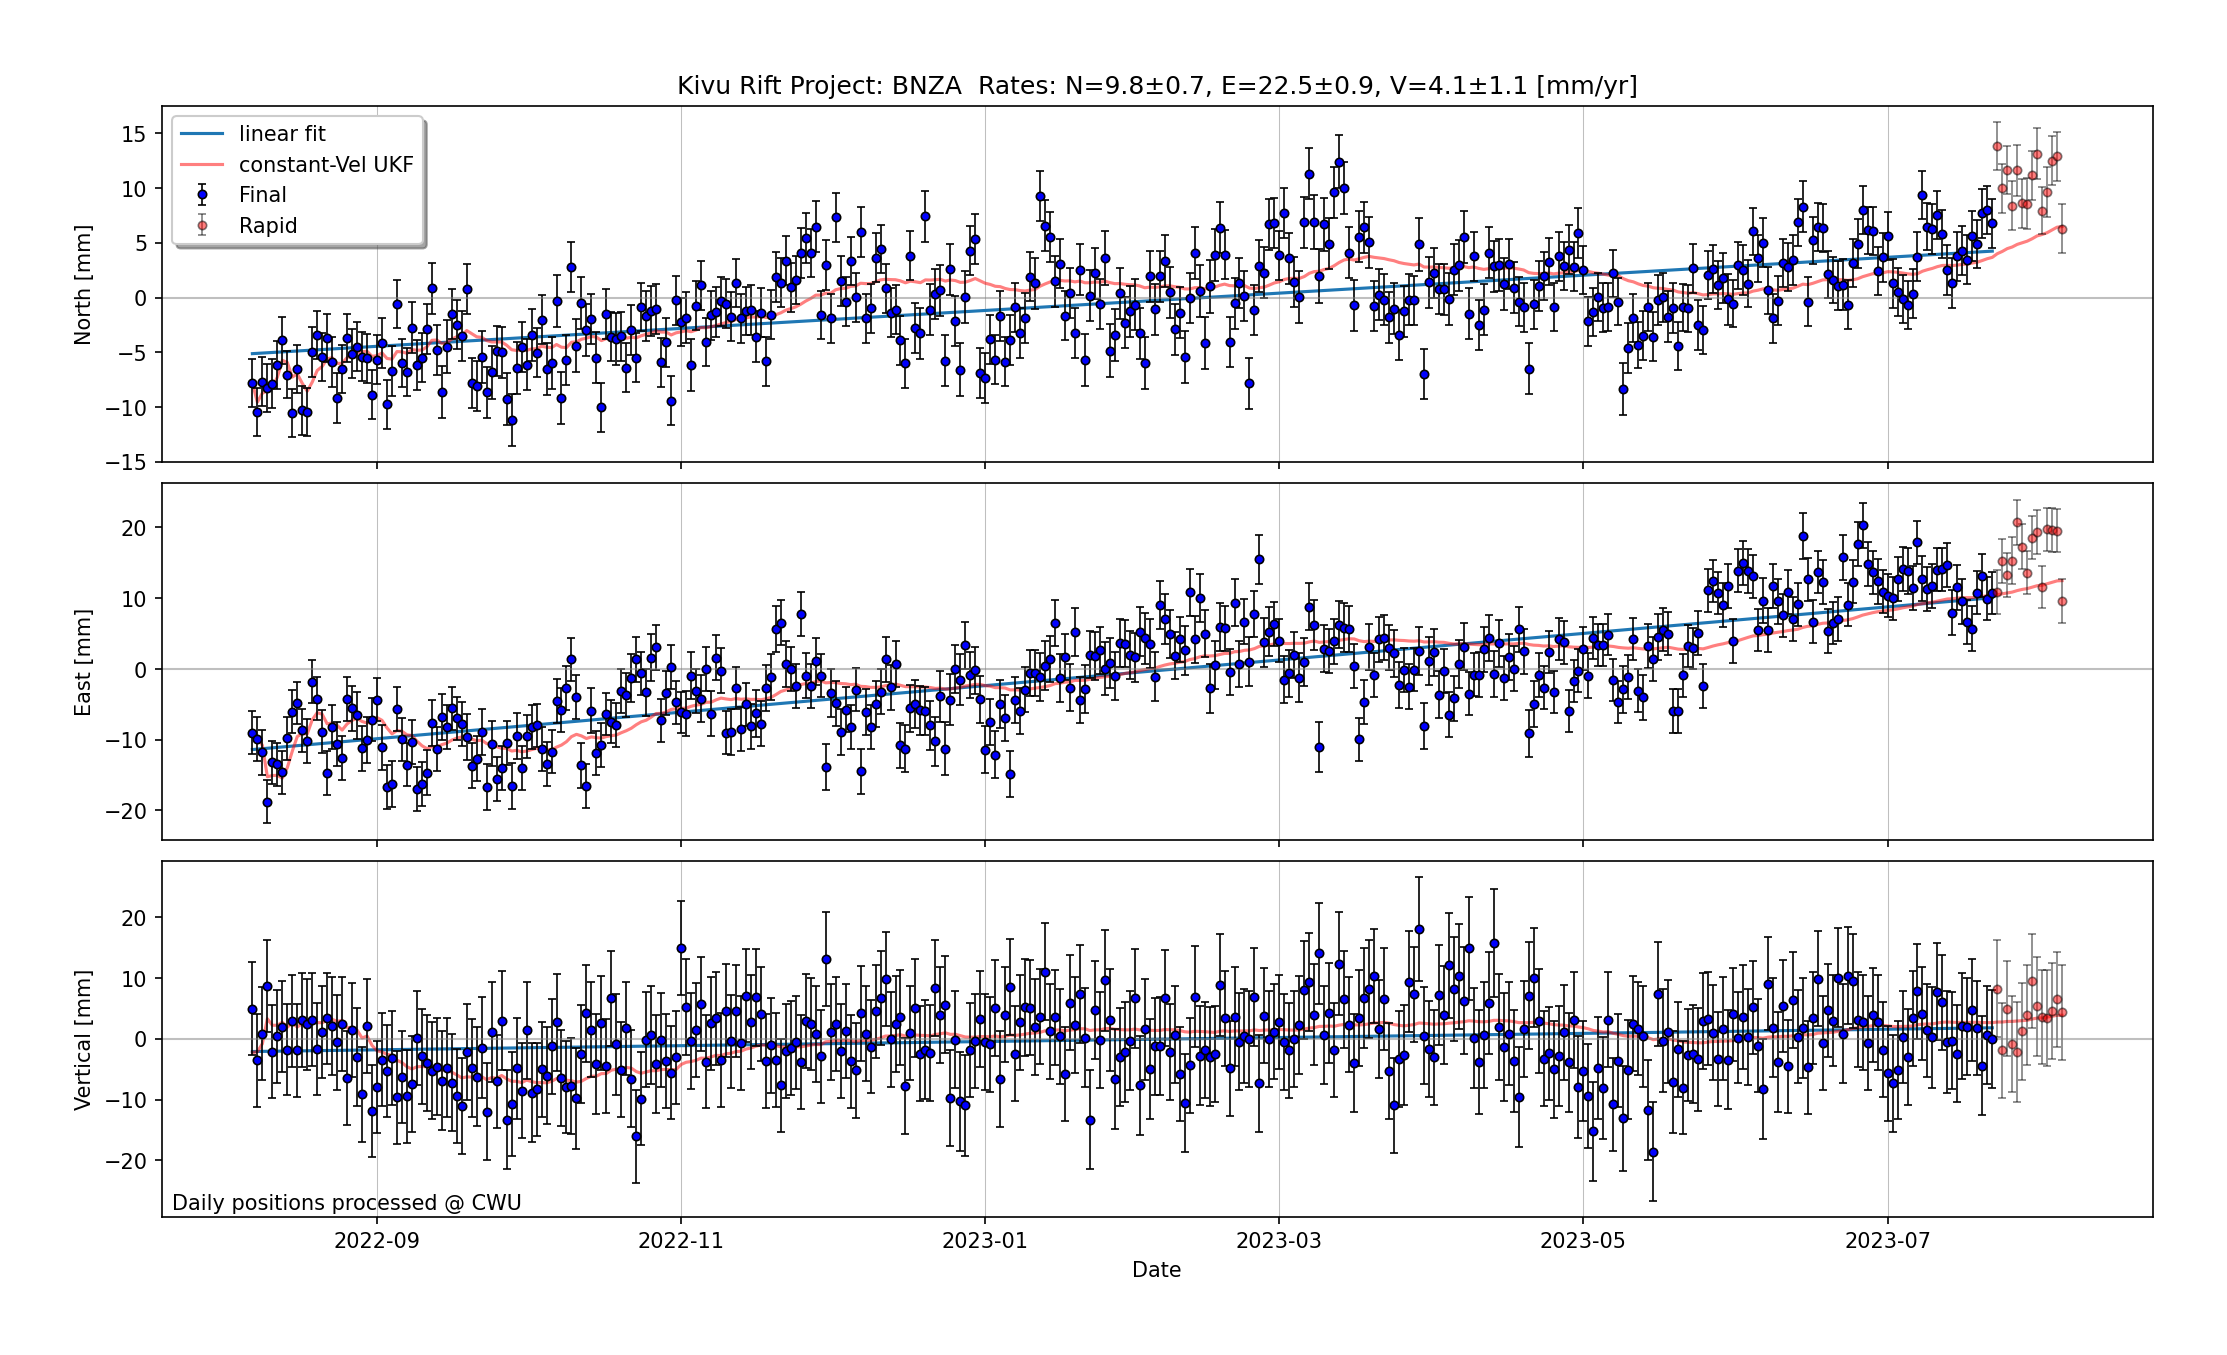 Kivu Rift Project: BNZA  Rates: N=9.8±0.7, E=22.5±0.9, V=4.1±1.1 [mm/yr]
North [mm]
15
10
5
0
−5
−10
−15
linear fit
constant-Vel UKF
Final
Rapid
East [mm]
20
10
0
−10
−20
Vertical [mm]
20
10
0
−10
−20
Daily positions processed @ CWU
2022-09
2022-11
2023-01
2023-03
2023-05
2023-07
Date